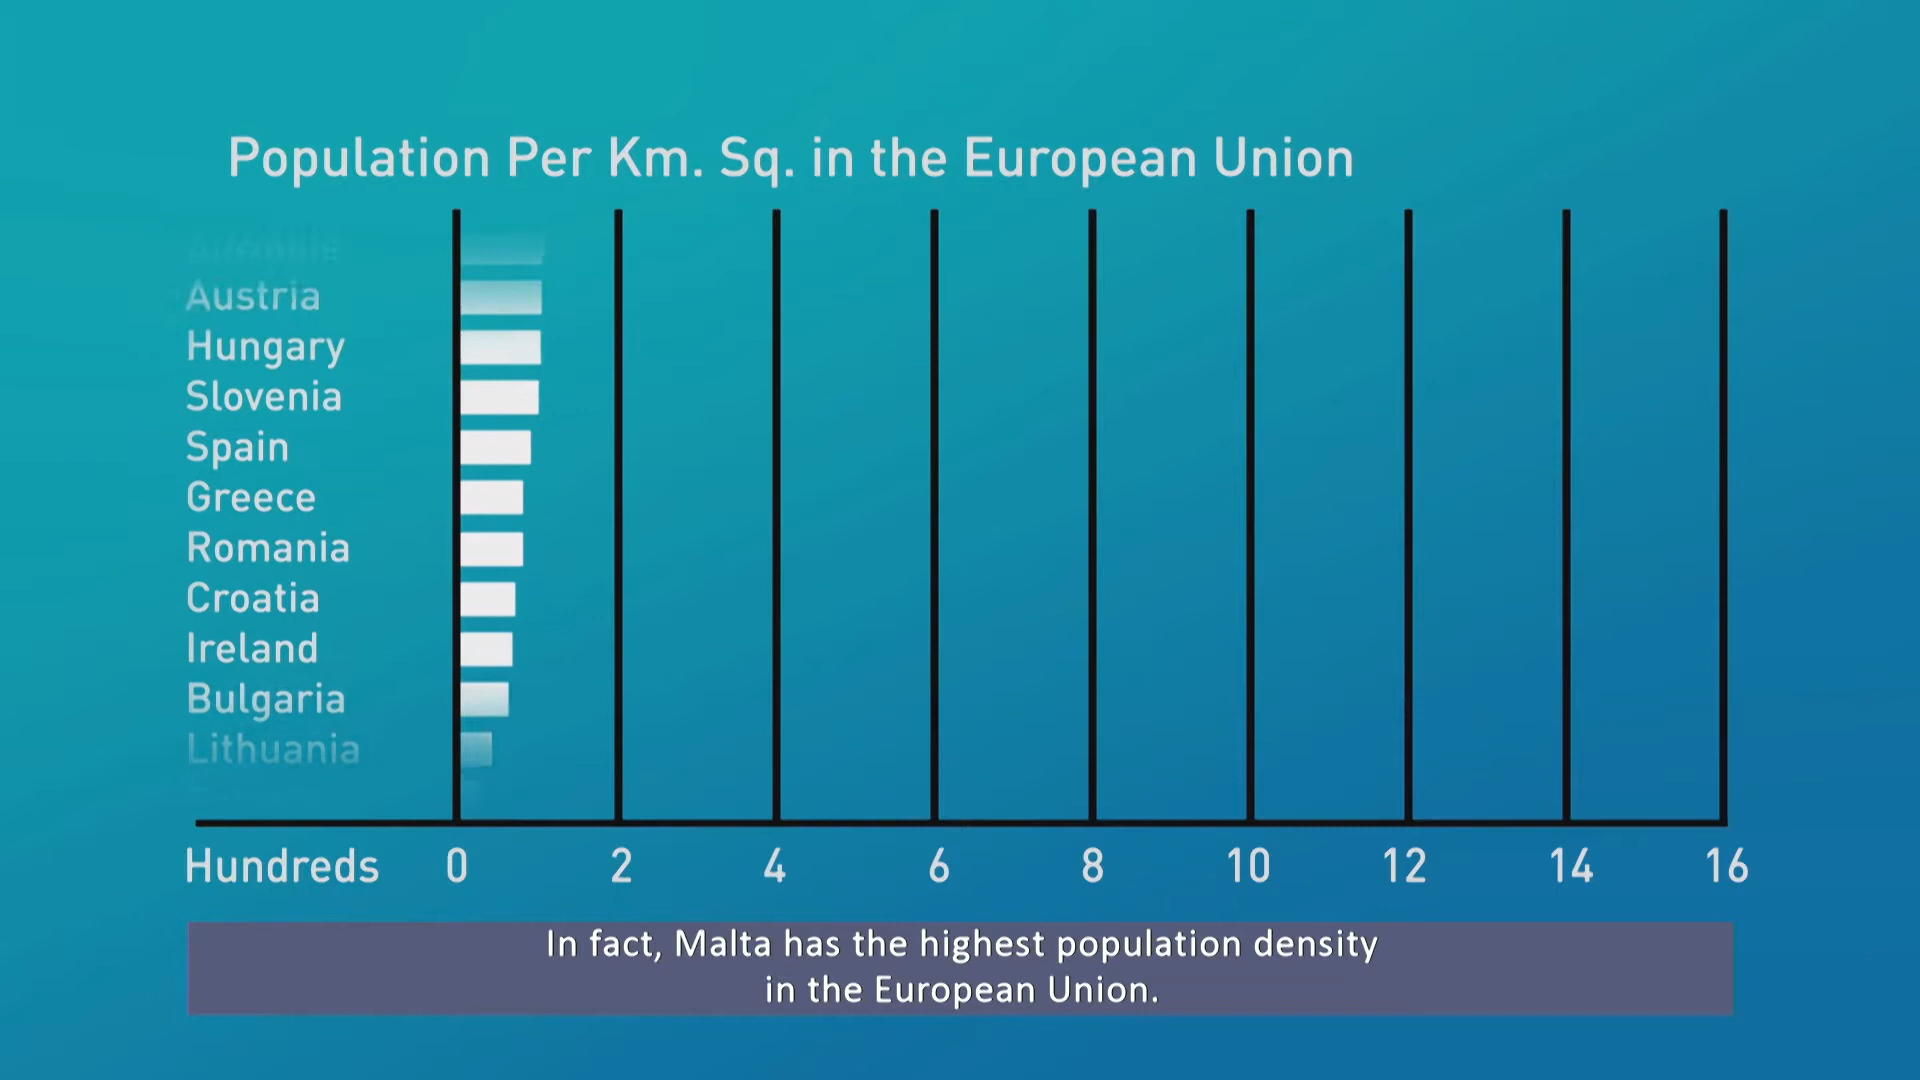 Population Per Km. Sq. in the European Union
Austria
Hungary
Slovenia
Spain
Greece
Romania
Croatia
Ireland
Bulgaria
Lithuania
Hundreds 0 2 4 6 8 10 12 14 16
In fact, Malta has the highest population density
in the European Union.